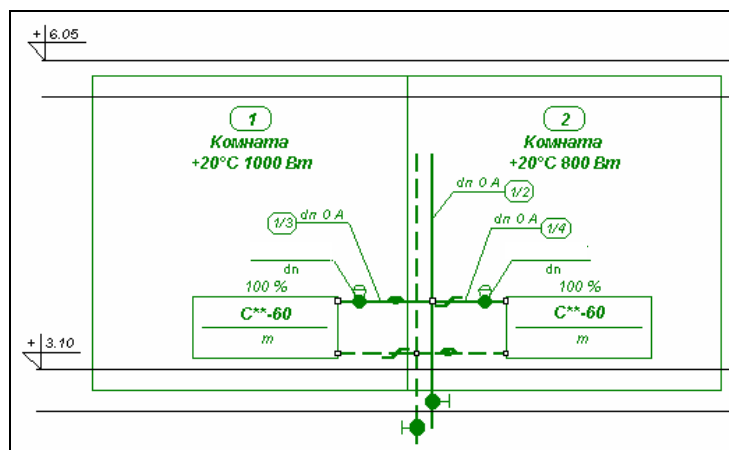 + 6.05
1
Комната
+20°C 1000 Вт
2
Комната
+20°C 800 Вт
dn 0 A 1/2
1/3 dn 0 A
dn 0 A 1/4
dn
dn
100 %
100 %
C**-60
m
C**-60
m
+ 3.10